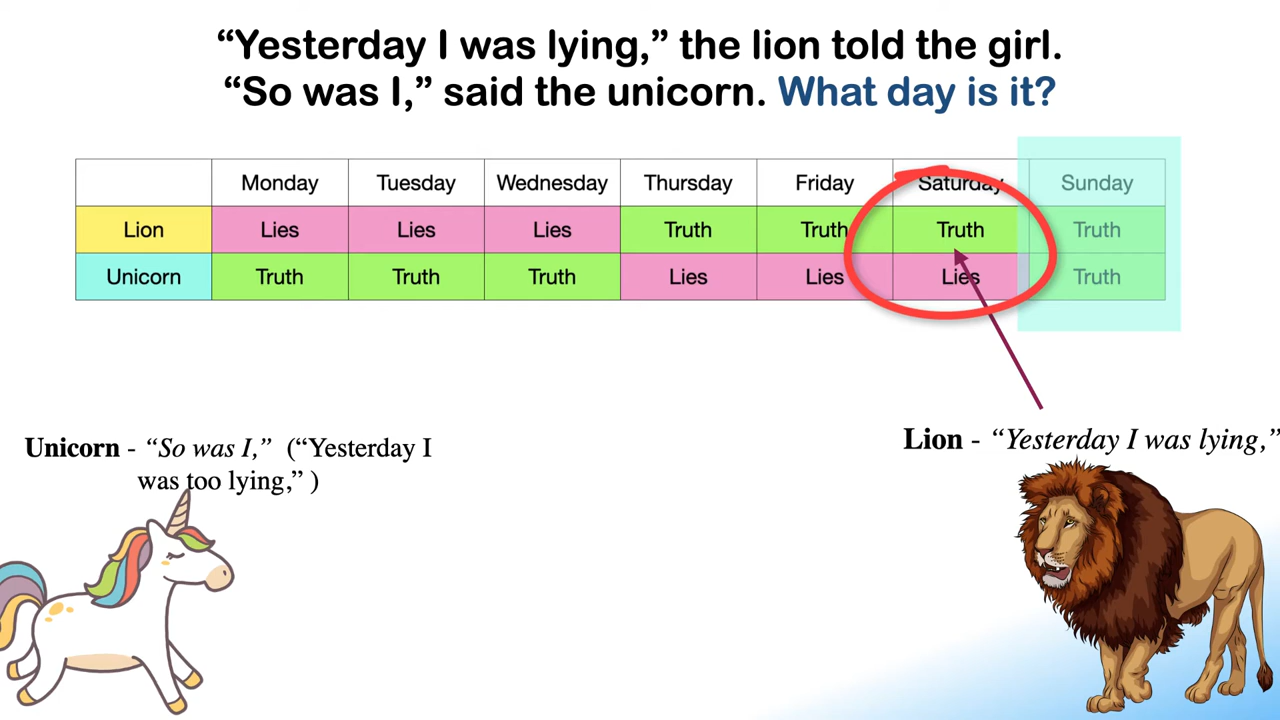 “Yesterday I was lying,” the lion told the girl.
“So was I,” said the unicorn. What day is it?
Monday Tuesday Wednesday Thursday Friday Saturday Sunday
Lion Lies Lies Lies Truth Truth Truth Truth
Unicorn Truth Truth Truth Lies Lies Lies Truth
Unicorn - “So was I,” (“Yesterday I
was too lying,” )
Lion - “Yesterday I was lying,”